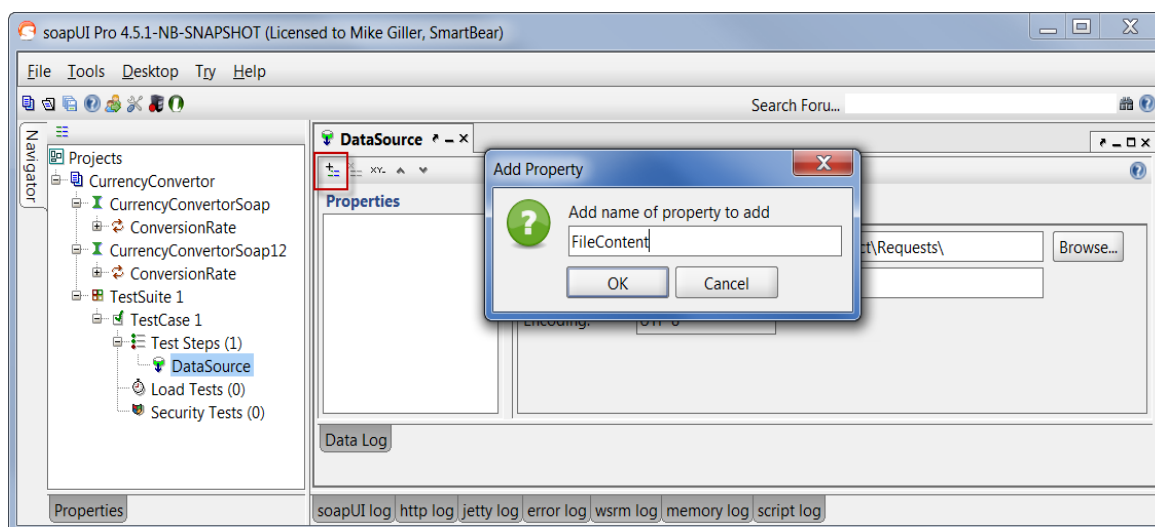 soapUI Pro 4.5.1-NB-SNAPSHOT (Licensed to Mike Giller, SmartBear)
File Tools Desktop Try Help
Search Foru...
Navigator
Projects
CurrencyConvertor
CurrencyConvertorSoap
ConversionRate
CurrencyConvertorSoap12
ConversionRate
TestSuite 1
TestCase 1
Test Steps (1)
DataSource
Load Tests (0)
Security Tests (0)
Properties
DataSource
XY-
Properties
Add Property
Add name of property to add
FileContent
OK Cancel
ct\Requests\ Browse...
Encoding: UTF-8
Data Log
soapUI log http log jetty log error log wsrm log memory log script log